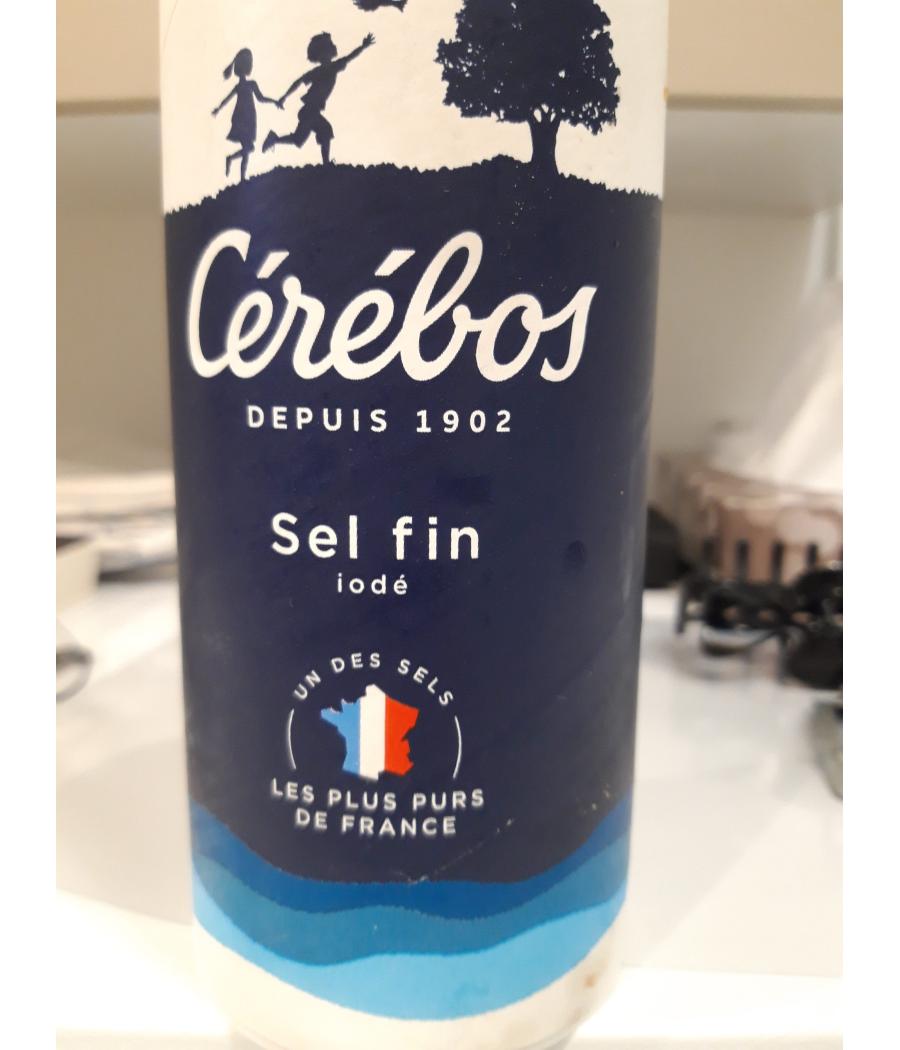 Cérébos
DEPUIS 1902
Sel fin
iodé
UN DES SELS
LES PLUS PURS
DE FRANCE